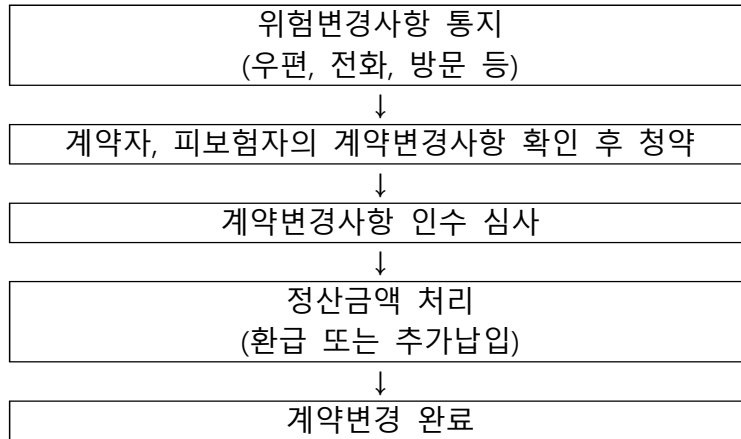 위험변경사항 통지
(우편, 전화, 방문 등)
↓
계약자, 피보험자의 계약변경사항 확인 후 청약
↓
계약변경사항 인수 심사
↓
정산금액 처리
(환급 또는 추가납입)
↓
계약변경 완료